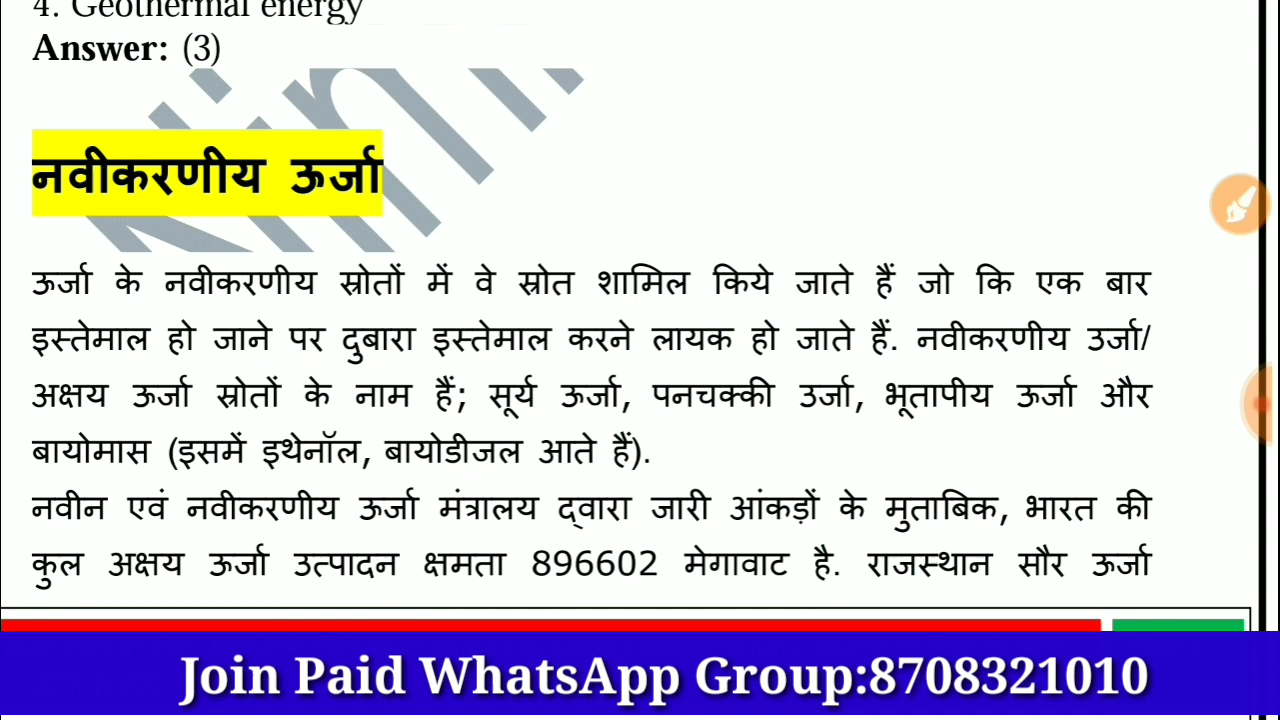 4. Geothermal energy
Answer: (3)
नवीकरणीय ऊर्जा
ऊर्जा के नवीकरणीय स्रोतों में वे स्रोत शामिल किये जाते हैं जो कि एक बार
इस्तेमाल हो जाने पर दुबारा इस्तेमाल करने लायक हो जाते हैं. नवीकरणीय उर्जा/
अक्षय ऊर्जा स्रोतों के नाम हैं; सूर्य ऊर्जा, पनचक्की उर्जा, भूतापीय ऊर्जा और
बायोमास (इसमें इथेनॉल, बायोडीजल आते हैं).
नवीन एवं नवीकरणीय ऊर्जा मंत्रालय द्वारा जारी आंकड़ों के मुताबिक, भारत की
कुल अक्षय ऊर्जा उत्पादन क्षमता 896602 मेगावाट है. राजस्थान सौर ऊर्जा
Join Paid WhatsApp Group:8708321010